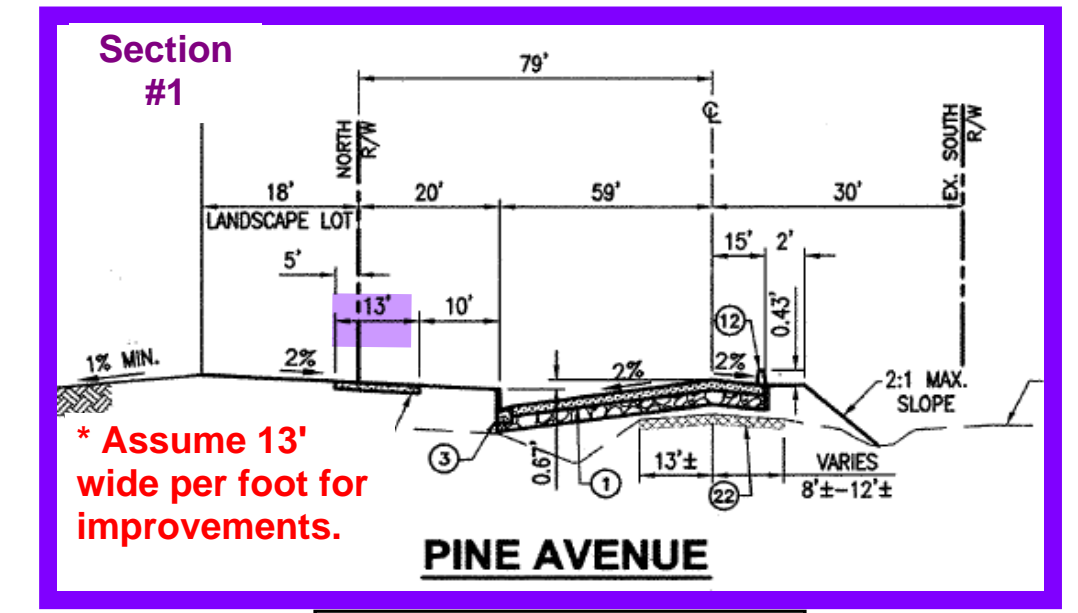 Section
#1
79'
℄
NORTH
R/W
EX. SOUTH
R/W
18'
20'
59'
30'
LANDSCAPE LOT
15'
2'
5'
13'
10'
12
0.43'
1% MIN.
2%
2%
2%
2:1 MAX.
SLOPE
* Assume 13'
wide per foot for
improvements.
3
0.67'
1
13'±
22
VARIES
8'±-12'±
PINE AVENUE